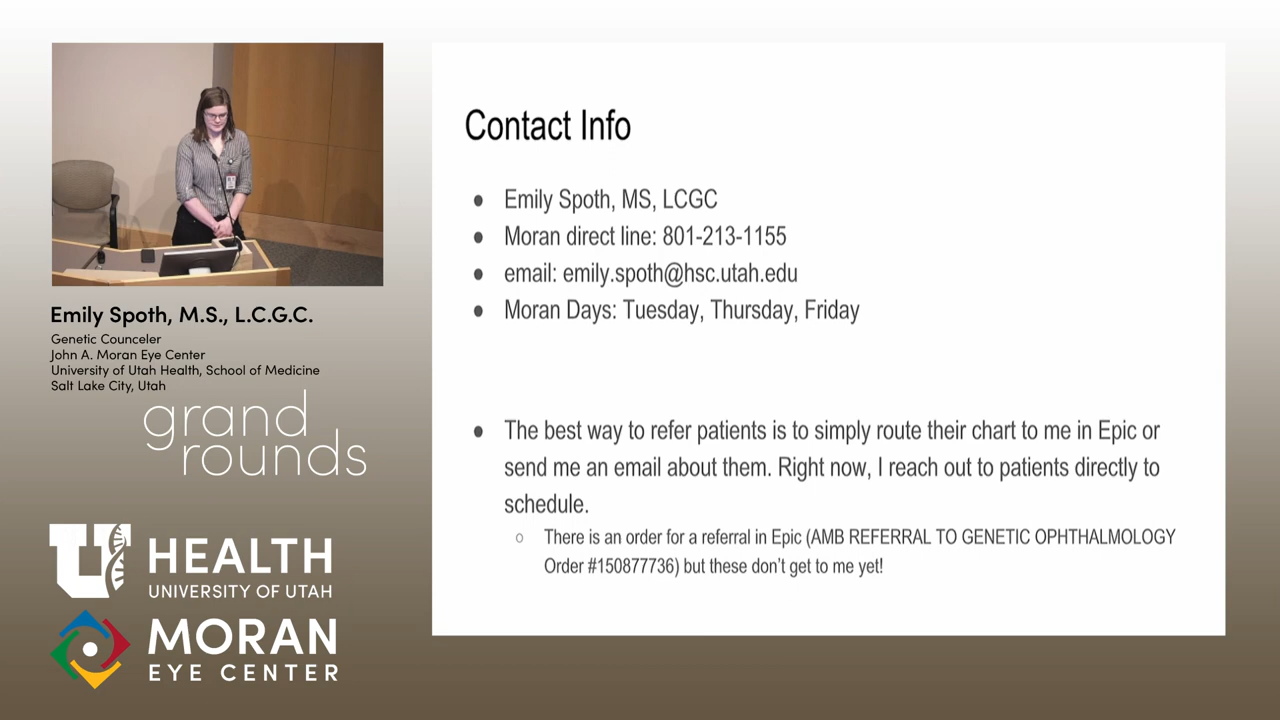 Emily Spoth, M.S., L.C.G.C.
Genetic Counceler
John A. Moran Eye Center
University of Utah Health, School of Medicine
Salt Lake City, Utah
grand
rounds
U HEALTH
UNIVERSITY OF UTAH
MORAN
EYE CENTER
Contact Info
● Emily Spoth, MS, LCGC
● Moran direct line: 801-213-1155
● email: emily.spoth@hsc.utah.edu
● Moran Days: Tuesday, Thursday, Friday
● The best way to refer patients is to simply route their chart to me in Epic or
send me an email about them. Right now, I reach out to patients directly to
schedule.
○ There is an order for a referral in Epic (AMB REFERRAL TO GENETIC OPHTHALMOLOGY
Order #150877736) but these don’t get to me yet!